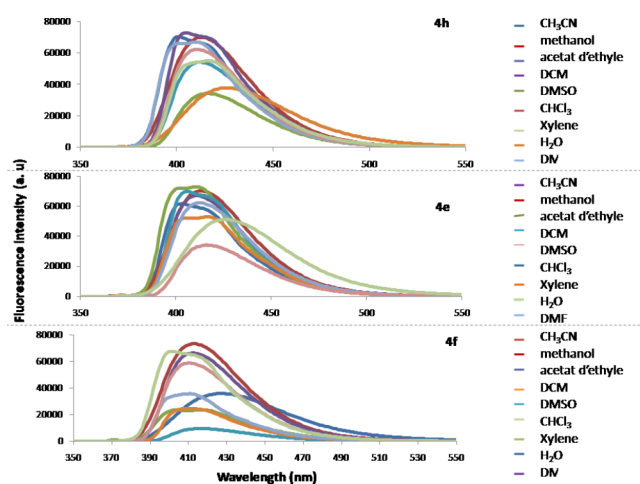 80000
60000
40000
20000
0
350
400
450
500
550
4h
CH₃CN
methanol
acetat d'ethyle
DCM
DMSO
CHCl₃
Xylene
H₂O
DM
Fluorescence Intensity (a. u)
80000
60000
40000
20000
0
350
400
450
500
550
4e
CH₃CN
methanol
acetat d'ethyle
DCM
DMSO
CHCl₃
Xylene
H₂O
DMF
80000
60000
40000
20000
0
350
370
390
410
430
450
470
490
510
530
550
4f
Wavelength (nm)
CH₃CN
methanol
acetat d'ethyle
DCM
DMSO
CHCl₃
Xylene
H₂O
DM